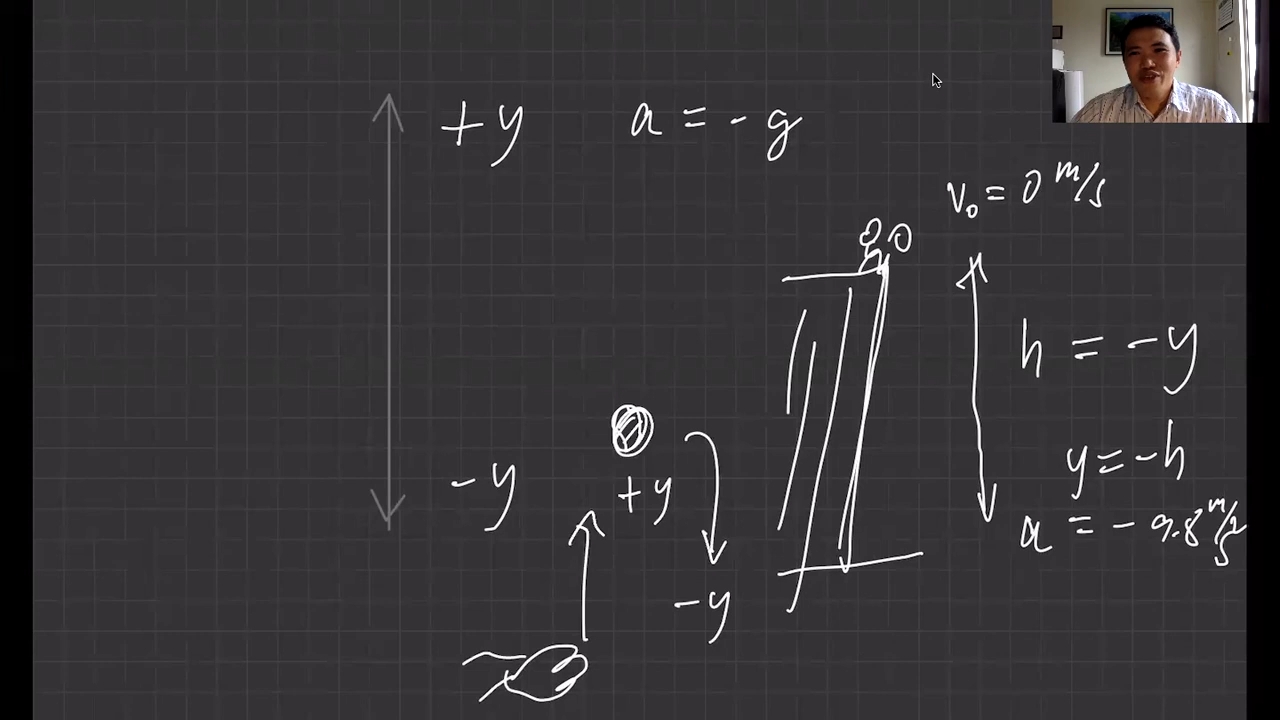 +y
a = - g
v₀ = 0 m/s
h = -y
y = -h
a = - 9.8 m/s²
-y
+y
-y